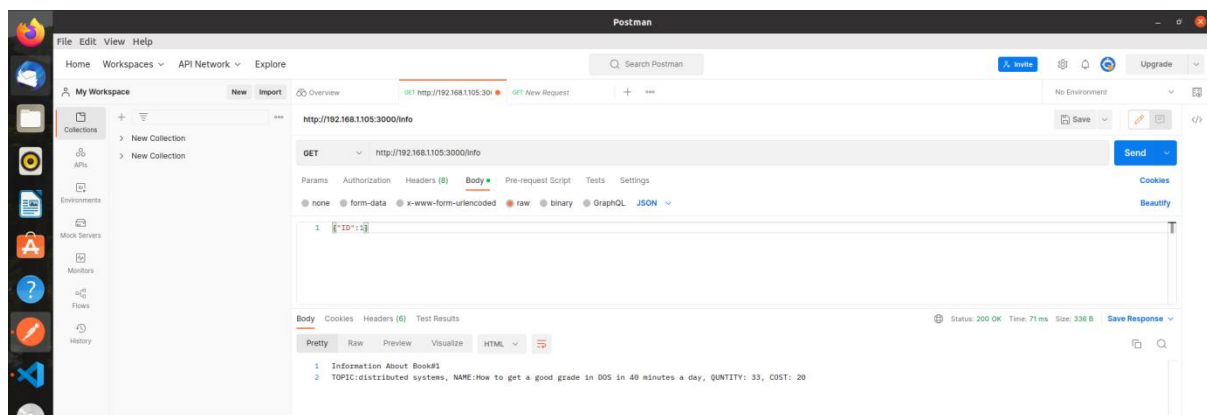 Postman
File Edit View Help
Home Workspaces API Network Explore
Search Postman
Invite
Upgrade
My Workspace
New
Import
Overview
GET http://192.168.1.105:300
GET New Request
No Environment
Collections
APIs
Environments
Mock Servers
Monitors
Flows
History
New Collection
New Collection
http://192.168.1.105:3000/info
Save
GET http://192.168.1.105:3000/info
Send
Params Authorization Headers (8) Body Pre-request Script Tests Settings
Cookies
none form-data x-www-form-urlencoded raw binary GraphQL JSON
Beautify
1 {"ID":1}
Body Cookies Headers (6) Test Results
Status: 200 OK Time: 71 ms Size: 336 B Save Response
Pretty Raw Preview Visualize HTML
1 Information About Book#1
2 TOPIC:distributed systems, NAME:How to get a good grade in DOS in 40 minutes a day, QUNTITY: 33, COST: 20